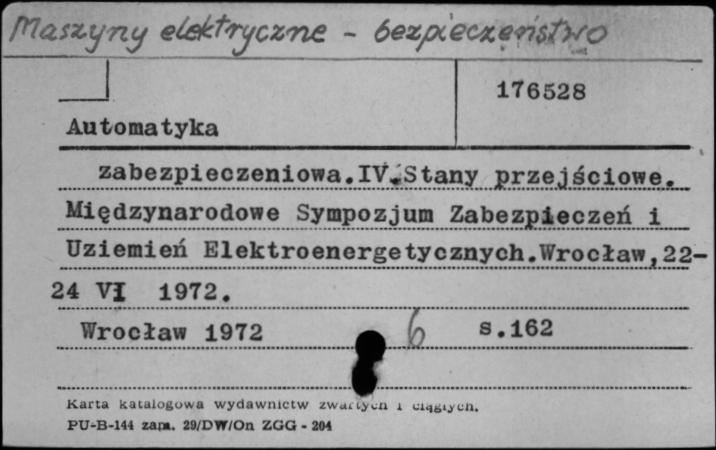 Maszyny elektryczne - bezpieczeństwo
176528
Automatyka
zabezpieczeniowa.IV.Stany przejściowe.
Międzynarodowe Sympozjum Zabezpieczeń i
Uziemień Elektroenergetycznych.Wrocław,22-
24 VI 1972.
Wrocław 1972 6 s.162
Karta katalogowa wydawnictw zwartych i ciągłych.
PU-B-144 zam. 29/DW/On ZGG - 204